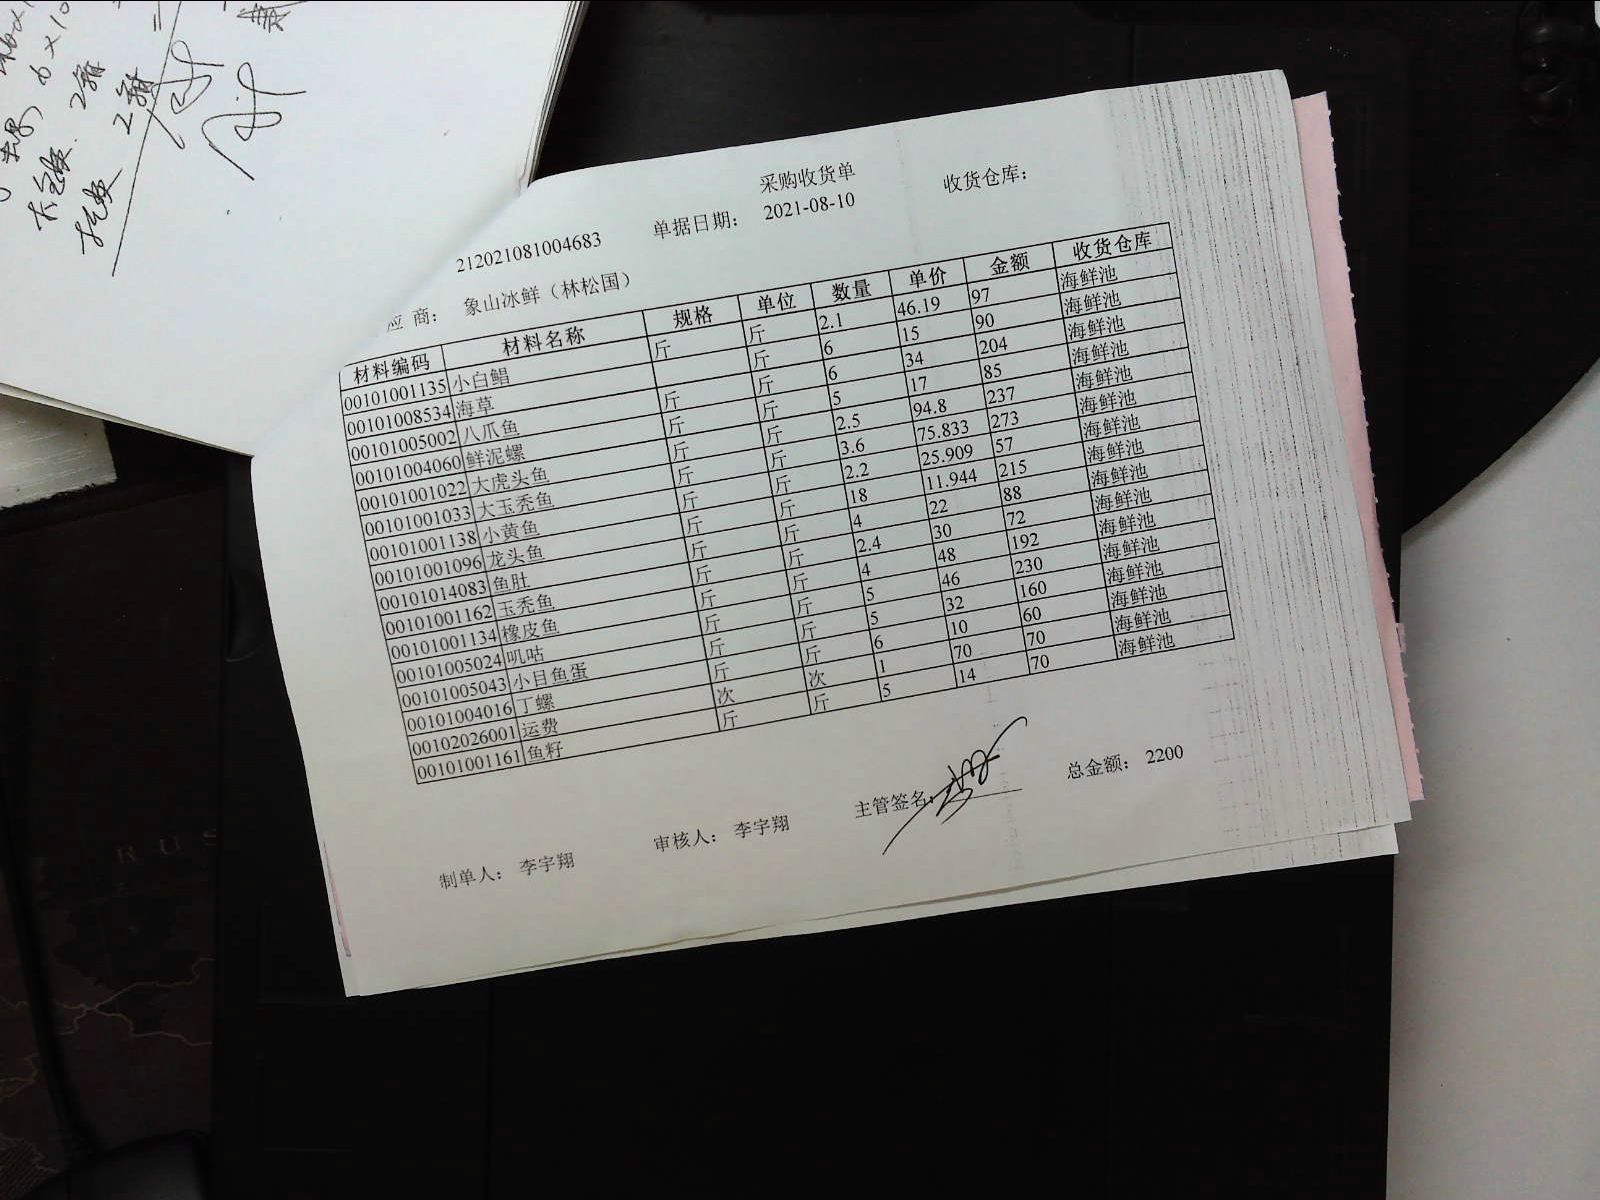 采购收货单
212021081004683 单据日期： 2021-08-10 收货仓库：
应 商： 象山冰鲜（林松国）
材料编码 材料名称 规格 单位 数量 单价 金额 收货仓库
00101001135 小白鲳 斤 斤 2.1 46.19 97 海鲜池
00101008534 海草 斤 6 15 90 海鲜池
00101005002 八爪鱼 斤 斤 6 34 204 海鲜池
00101004060 鲜泥螺 斤 斤 5 17 85 海鲜池
00101001022 大虎头鱼 斤 斤 2.5 94.8 237 海鲜池
00101001033 大玉秃鱼 斤 斤 3.6 75.833 273 海鲜池
00101001138 小黄鱼 斤 斤 2.2 25.909 57 海鲜池
00101001096 龙头鱼 斤 斤 18 11.944 215 海鲜池
00101014083 鱼肚 斤 斤 4 22 88 海鲜池
00101001162 玉秃鱼 斤 斤 2.4 30 72 海鲜池
00101001134 橡皮鱼 斤 斤 4 48 192 海鲜池
00101005024 叽咕 斤 斤 5 46 230 海鲜池
00101005043 小目鱼蛋 斤 斤 5 32 160 海鲜池
00101004016 丁螺 斤 斤 6 10 60 海鲜池
00102026001 运费 次 次 1 70 70 海鲜池
00101001161 鱼籽 斤 斤 5 14 70 海鲜池
制单人： 李宇翔 审核人： 李宇翔 主管签名： 总金额： 2200